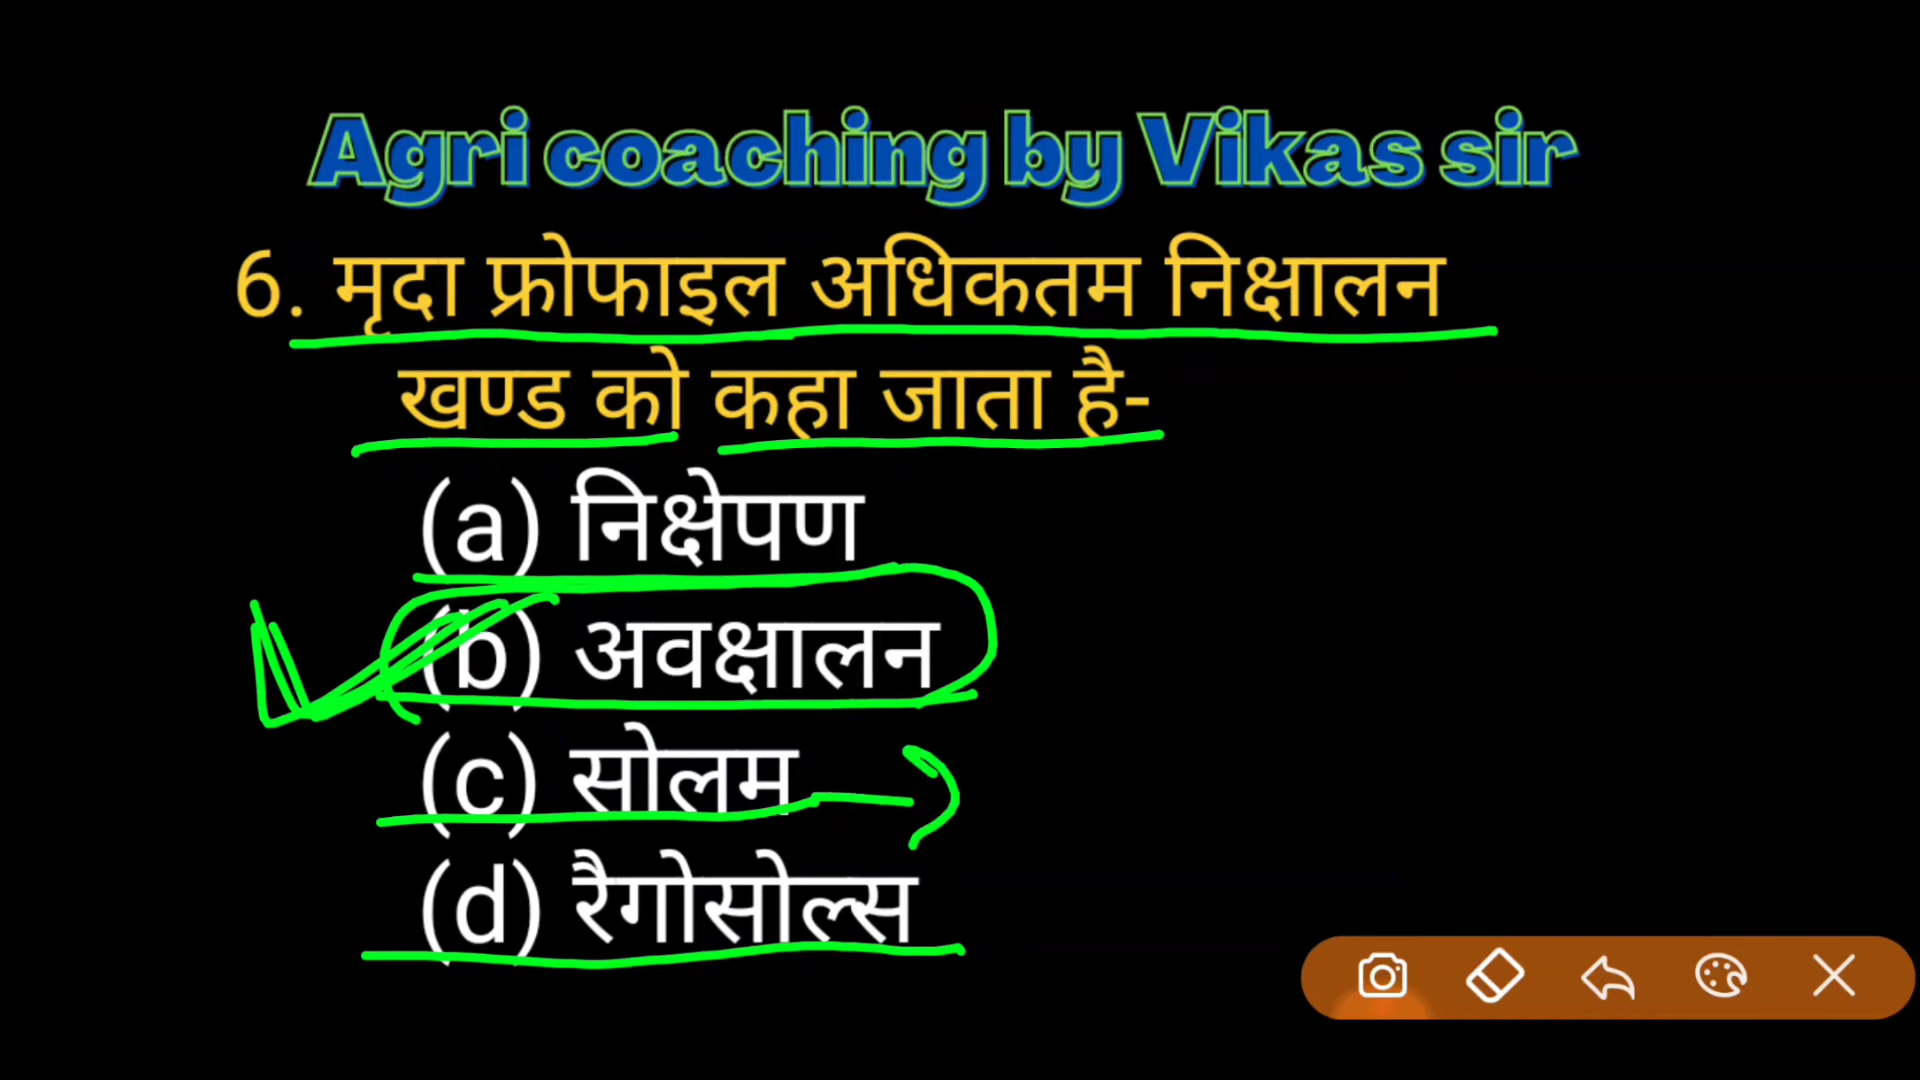 Agri coaching by Vikas sir
6. मृदा फ्रोफाइल अधिकतम निक्षालन
खण्ड को कहा जाता है-
(a) निक्षेपण
(b) अवक्षालन
(c) सोलम
(d) रैगोसोल्स